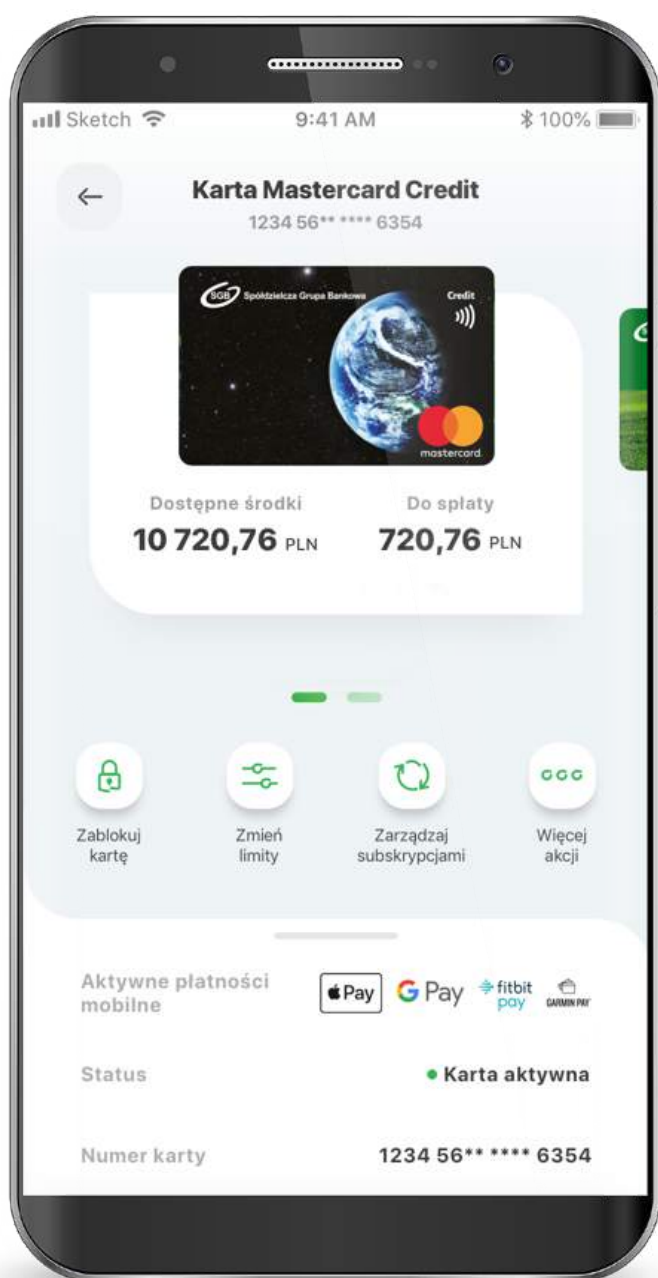 Sketch 9:41 AM 100%
Karta Mastercard Credit
1234 56** **** 6354
SGB Spółdzielcza Grupa Bankowa Credit
mastercard.
Dostępne środki Do spłaty
10 720,76 PLN 720,76 PLN
Zablokuj kartę
Zmień limity
Zarządzaj subskrypcjami
Więcej akcji
Aktywne płatności
mobilne
Pay G Pay fitbit pay GARMIN PAY
Status Karta aktywna
Numer karty 1234 56** **** 6354